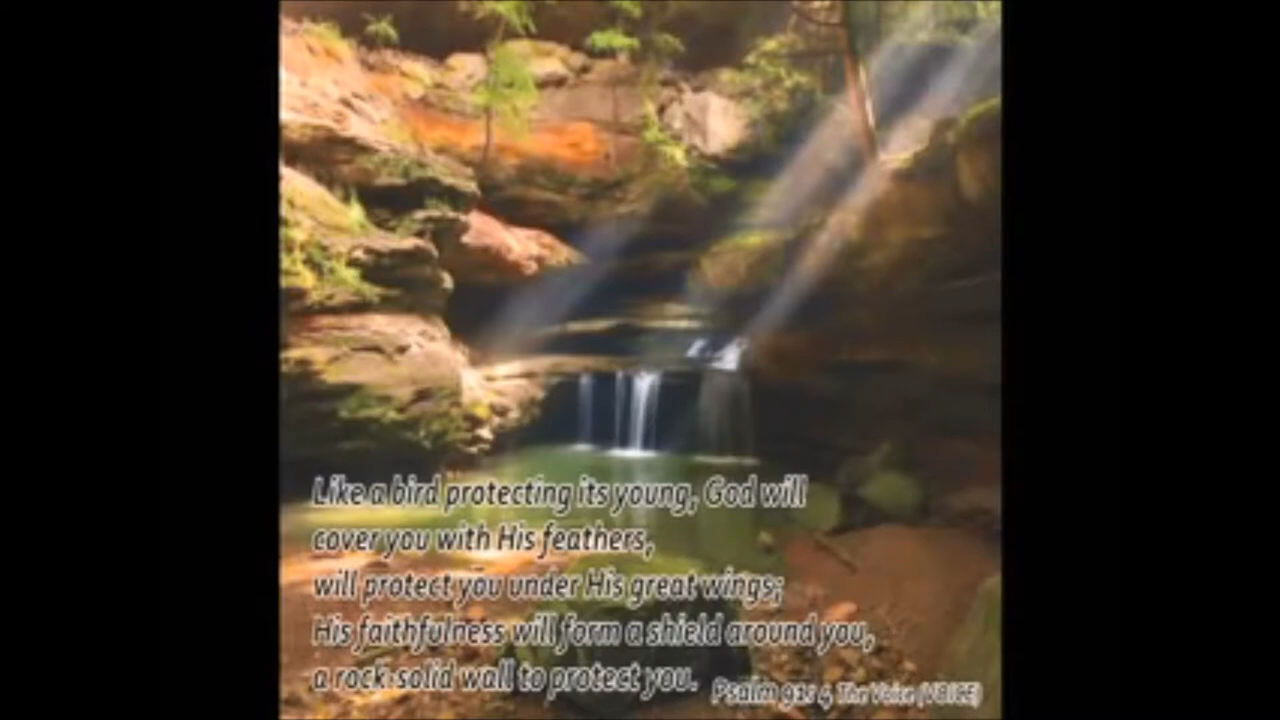 Like a bird protecting its young, God will
cover you with His feathers,
will protect you under His great wings;
His faithfulness will form a shield around you,
a rock-solid wall to protect you.
Psalm 91: 4 The Voice (VOICE)